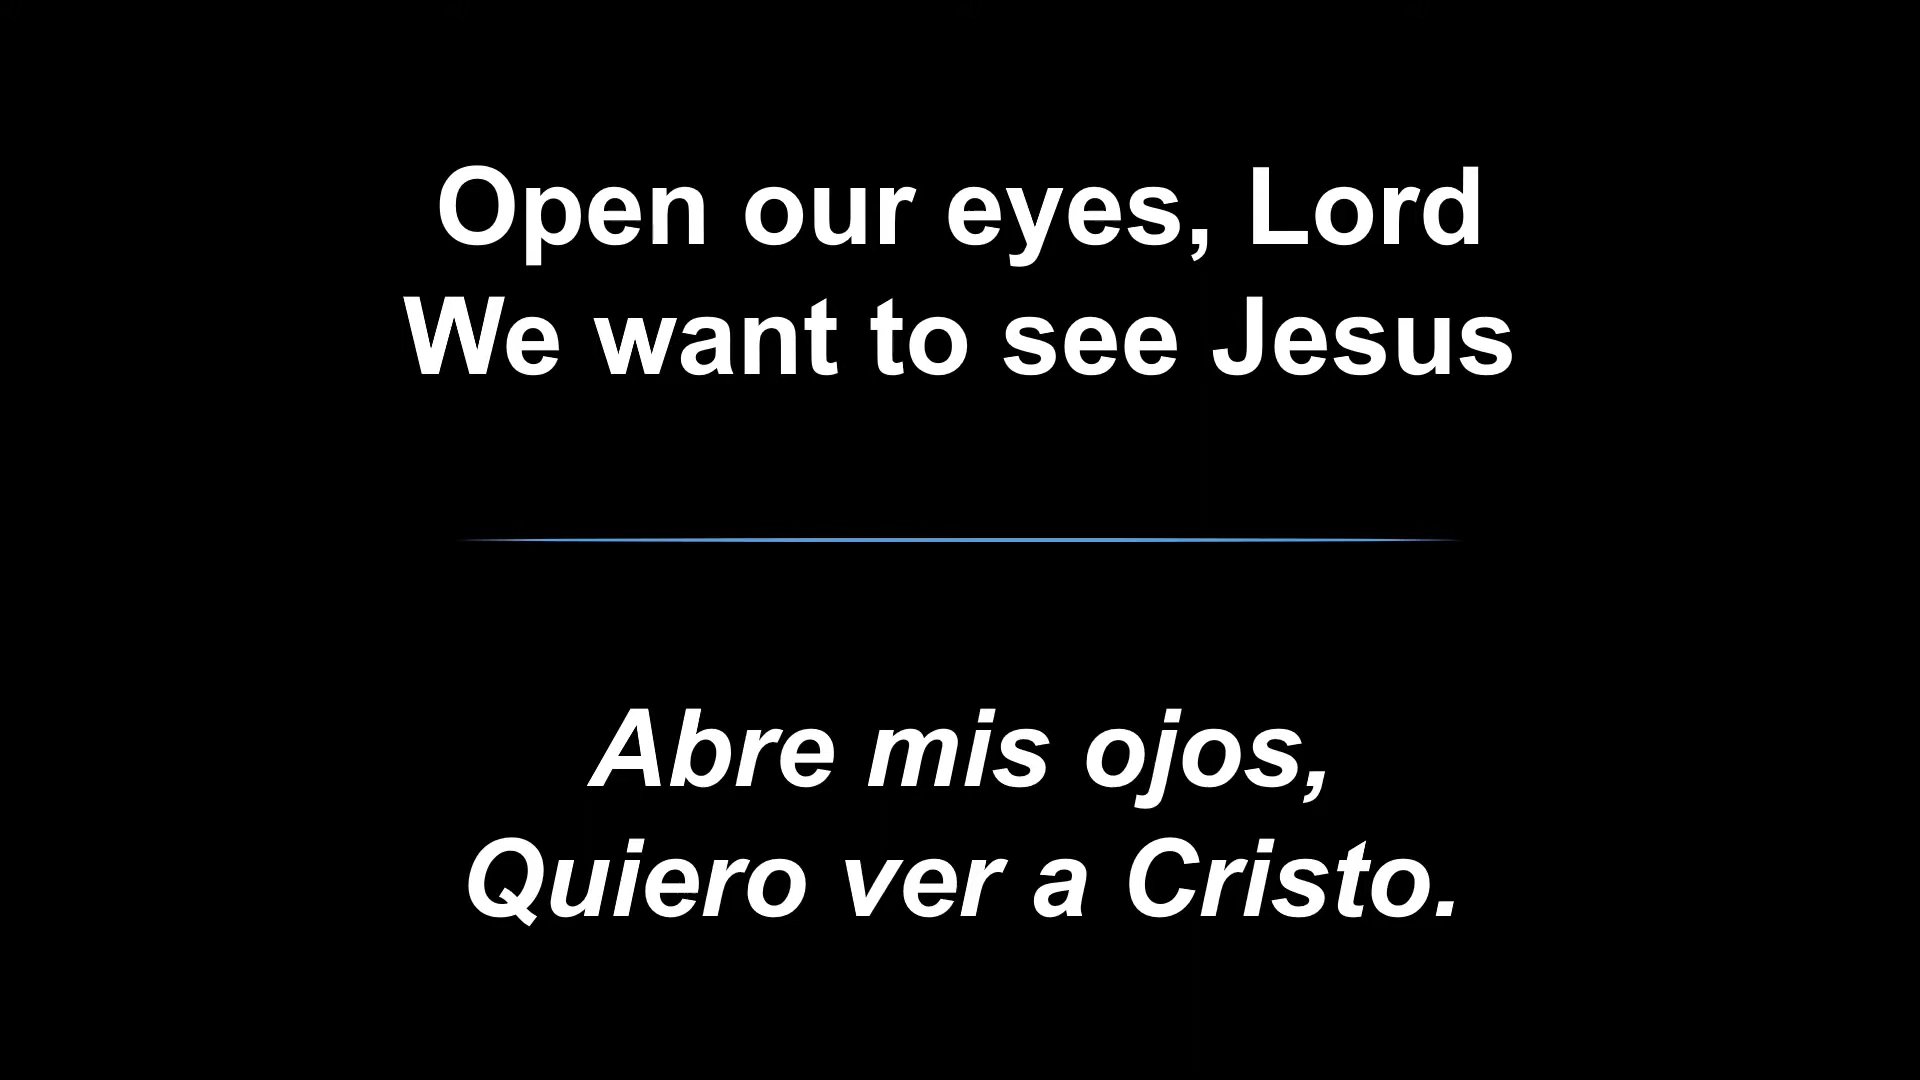 Open our eyes, Lord
We want to see Jesus
Abre mis ojos,
Quiero ver a Cristo.